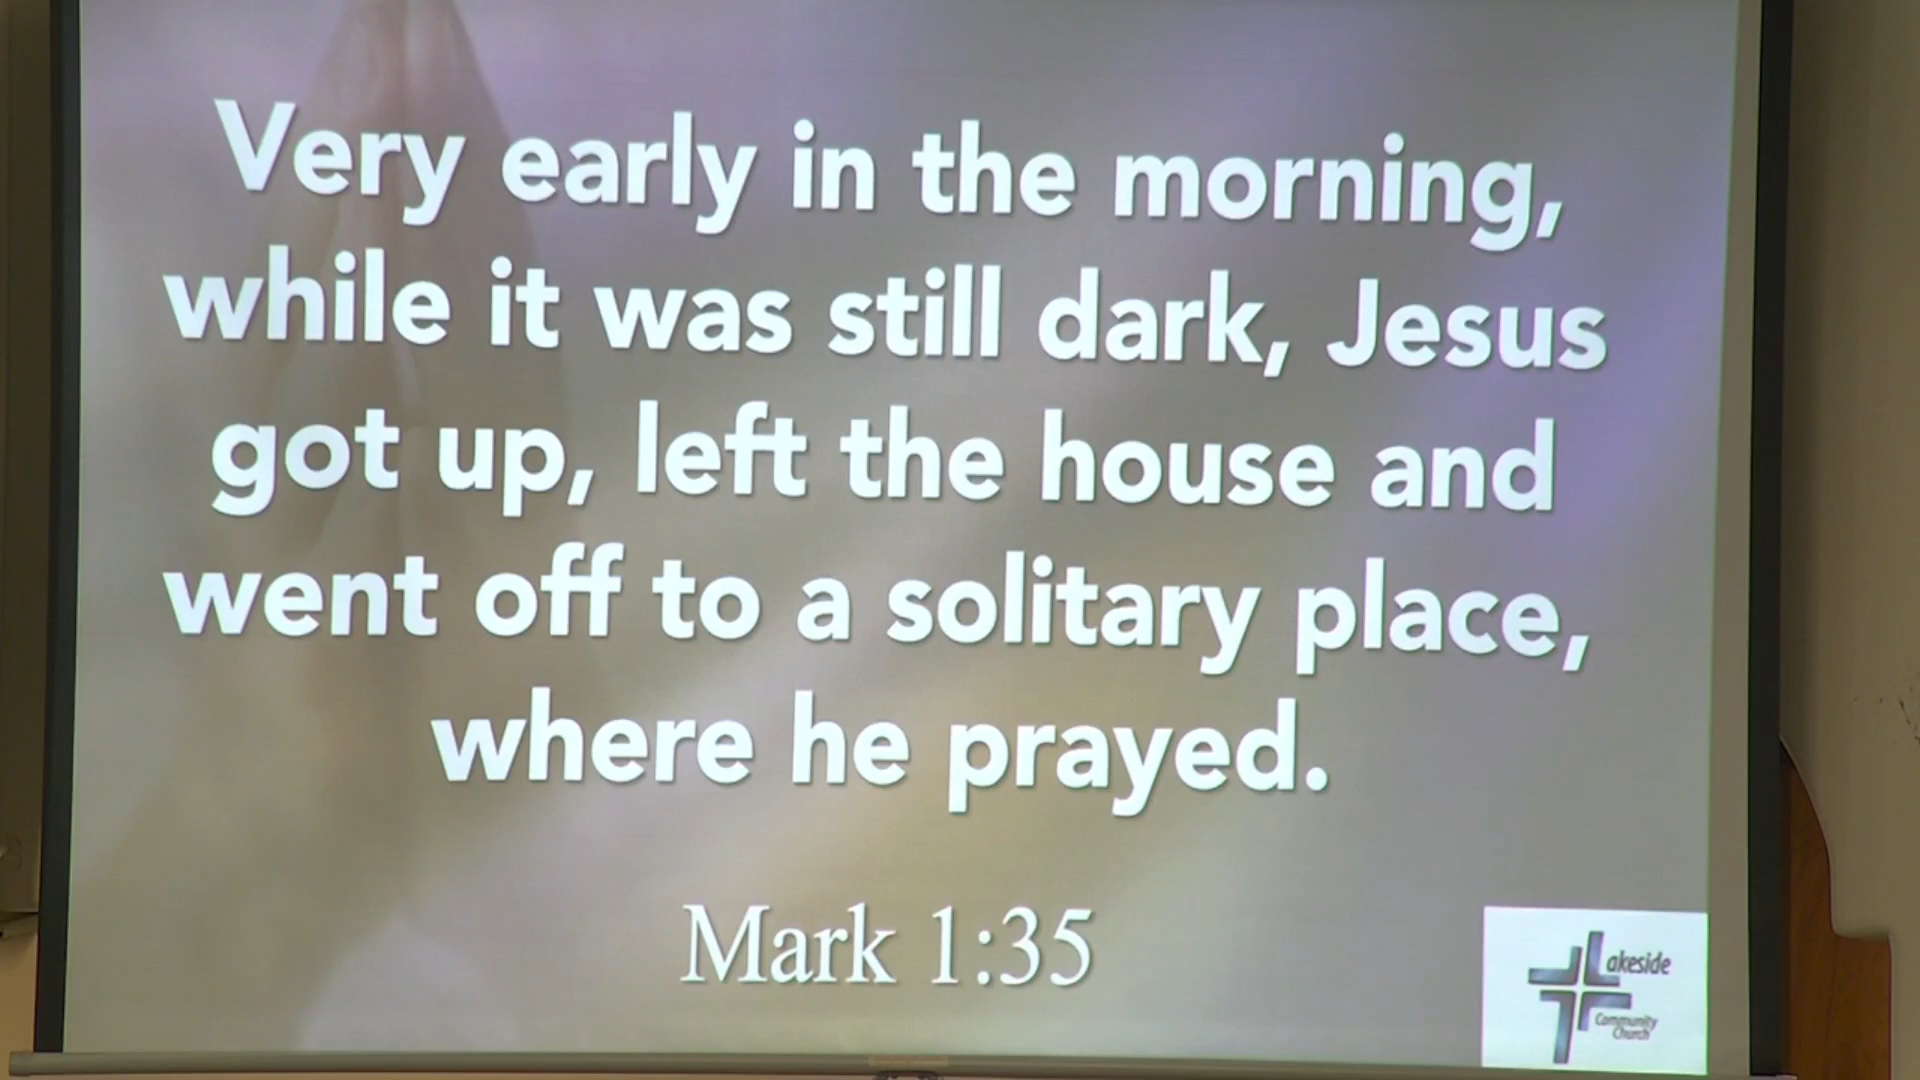 Very early in the morning,
while it was still dark, Jesus
got up, left the house and
went off to a solitary place,
where he prayed.
Mark 1:35
Lakeside
Community
Church